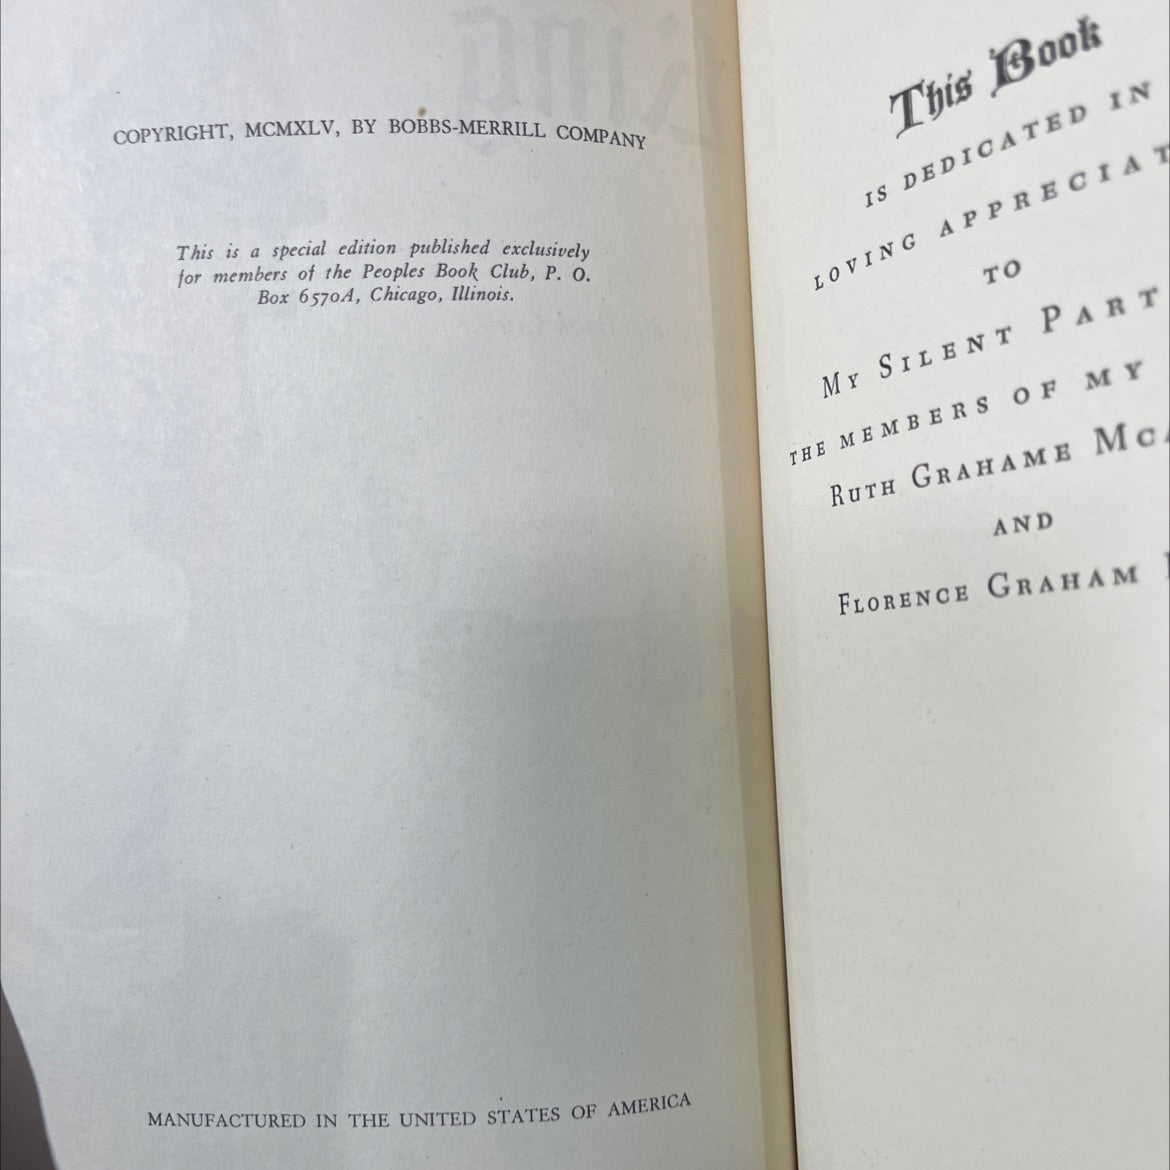 COPYRIGHT, MCMXLV, BY BOBBS-MERRILL COMPANY
This is a special edition published exclusively
for members of the Peoples Book Club, P. O.
Box 6570A, Chicago, Illinois.
MANUFACTURED IN THE UNITED STATES OF AMERICA
This Book
IS DEDICATED IN
LOVING APPRECIAT
TO
MY SILENT PART
THE MEMBERS OF MY
RUTH GRAHAME MC
AND
FLORENCE GRAHAM